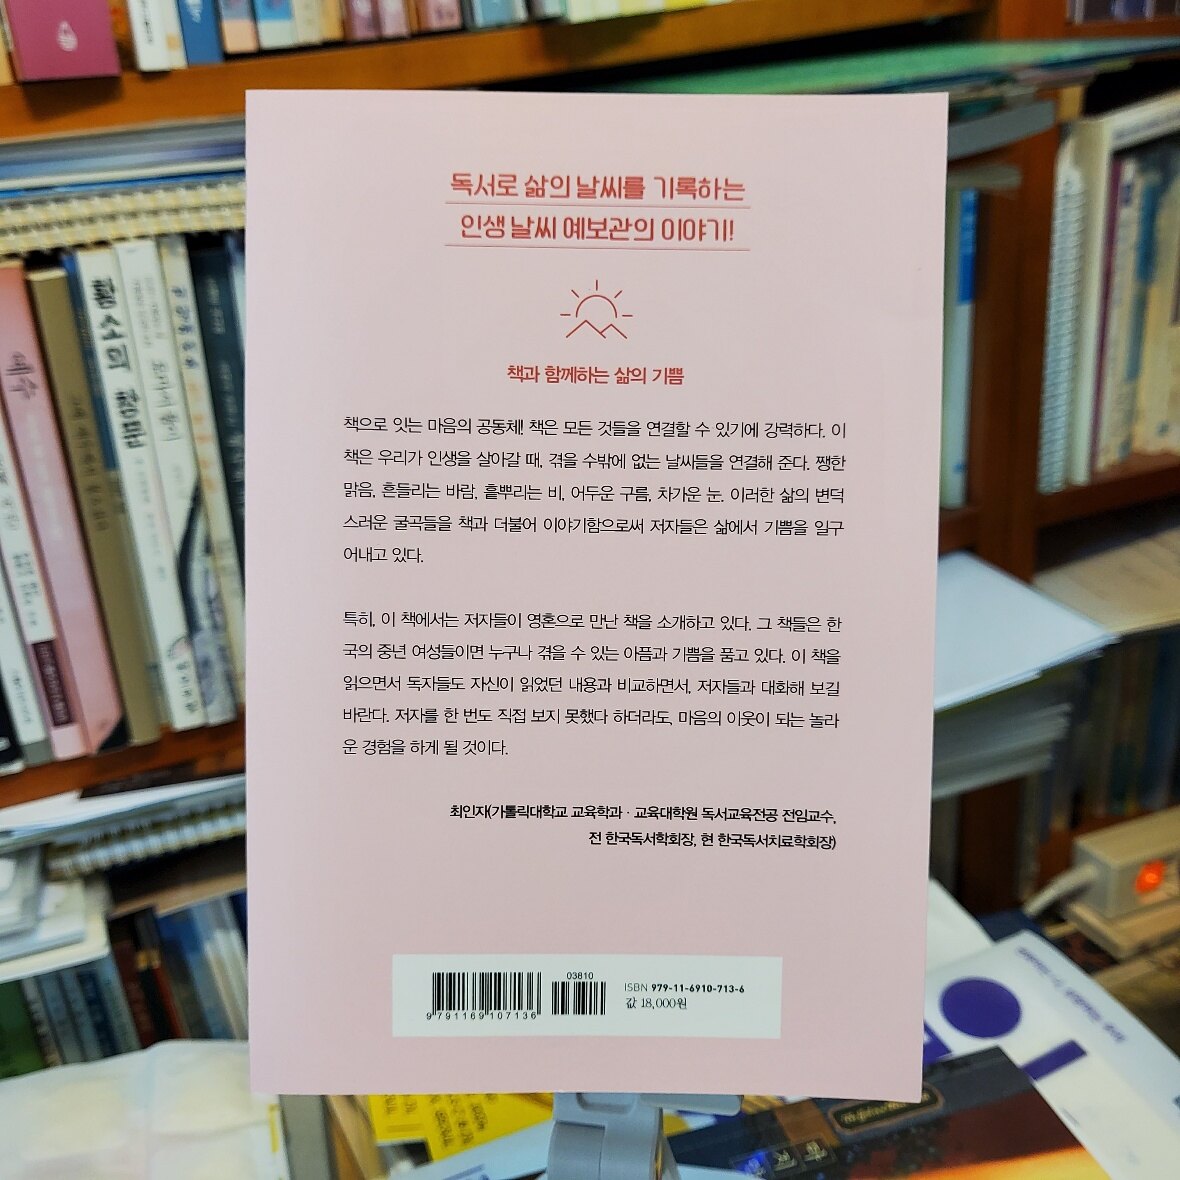 독서로 삶의 날씨를 기록하는
인생 날씨 예보관의 이야기!
책과 함께하는 삶의 기쁨
책으로 잇는 마음의 공동체! 책은 모든 것들을 연결할 수 있기에 강력하다. 이
책은 우리가 인생을 살아갈 때, 겪을 수밖에 없는 날씨들을 연결해 준다. 쨍한
맑음, 흔들리는 바람, 흩뿌리는 비, 어두운 구름, 차가운 눈. 이러한 삶의 변덕
스러운 굴곡들을 책과 더불어 이야기함으로써 저자들은 삶에서 기쁨을 일구
어내고 있다.
특히, 이 책에서는 저자들이 영혼으로 만난 책을 소개하고 있다. 그 책들은 한
국의 중년 여성들이면 누구나 겪을 수 있는 아픔과 기쁨을 품고 있다. 이 책을
읽으면서 독자들도 자신이 읽었던 내용과 비교하면서, 저자들과 대화해 보길
바란다. 저자를 한 번도 직접 보지 못했다 하더라도, 마음의 이웃이 되는 놀라
운 경험을 하게 될 것이다.
최인자(가톨릭대학교 교육학과 · 교육대학원 독서교육전공 전임교수,
전 한국독서학회장, 현 한국독서치료학회장)
03810
9 791169 107136
ISBN 979-11-6910-713-6
값 18,000원